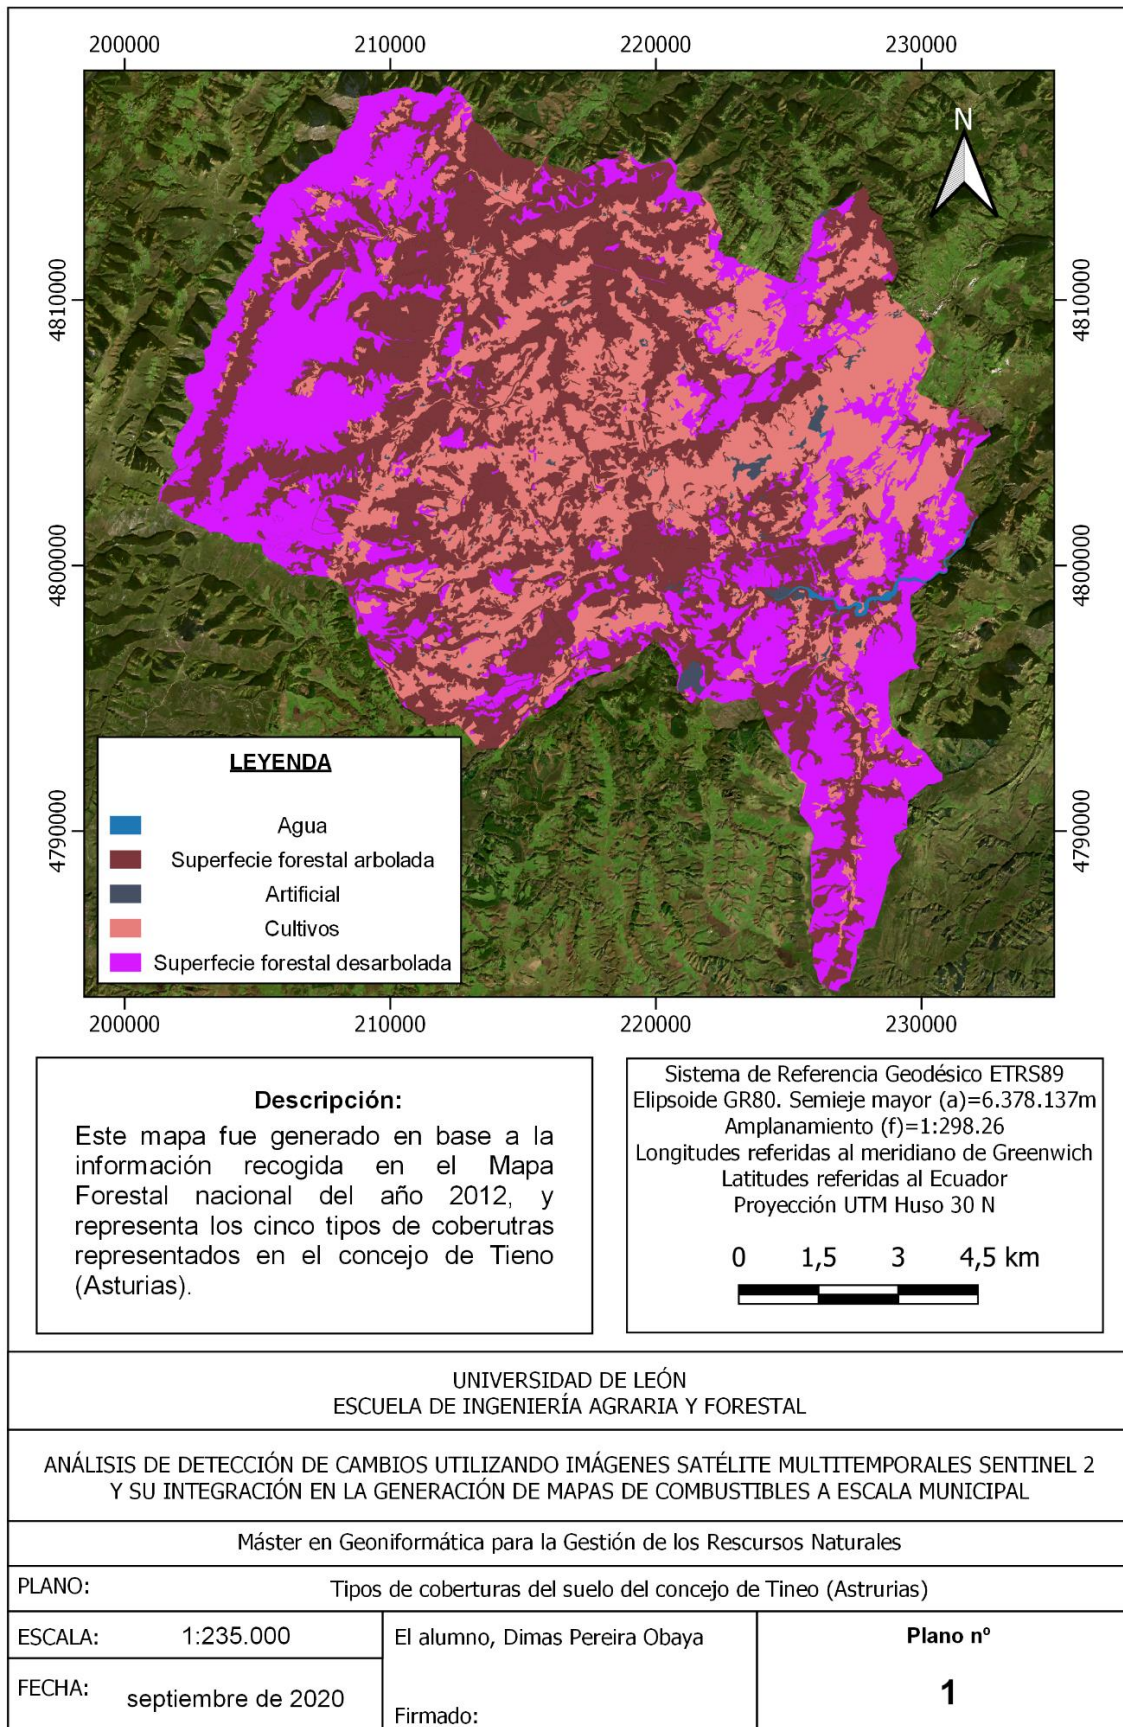 200000 210000 220000 230000
N
4810000 4810000
4800000 4800000
4790000 4790000
LEYENDA
Agua
Superfecie forestal arbolada
Artificial
Cultivos
Superfecie forestal desarbolada
200000 210000 220000 230000
Descripción:
Este mapa fue generado en base a la
información recogida en el Mapa
Forestal nacional del año 2012, y
representa los cinco tipos de coberutras
representados en el concejo de Tieno
(Asturias).
Sistema de Referencia Geodésico ETRS89
Elipsoide GR80. Semieje mayor (a)=6.378.137m
Amplanamiento (f)=1:298.26
Longitudes referidas al meridiano de Greenwich
Latitudes referidas al Ecuador
Proyección UTM Huso 30 N
0 1,5 3 4,5 km
UNIVERSIDAD DE LEÓN
ESCUELA DE INGENIERÍA AGRARIA Y FORESTAL
ANÁLISIS DE DETECCIÓN DE CAMBIOS UTILIZANDO IMÁGENES SATÉLITE MULTITEMPORALES SENTINEL 2
Y SU INTEGRACIÓN EN LA GENERACIÓN DE MAPAS DE COMBUSTIBLES A ESCALA MUNICIPAL
Máster en Geoniformática para la Gestión de los Rescursos Naturales
PLANO: Tipos de coberturas del suelo del concejo de Tineo (Astrurias)
ESCALA: 1:235.000
FECHA: septiembre de 2020
El alumno, Dimas Pereira Obaya
Firmado:
Plano nº
1